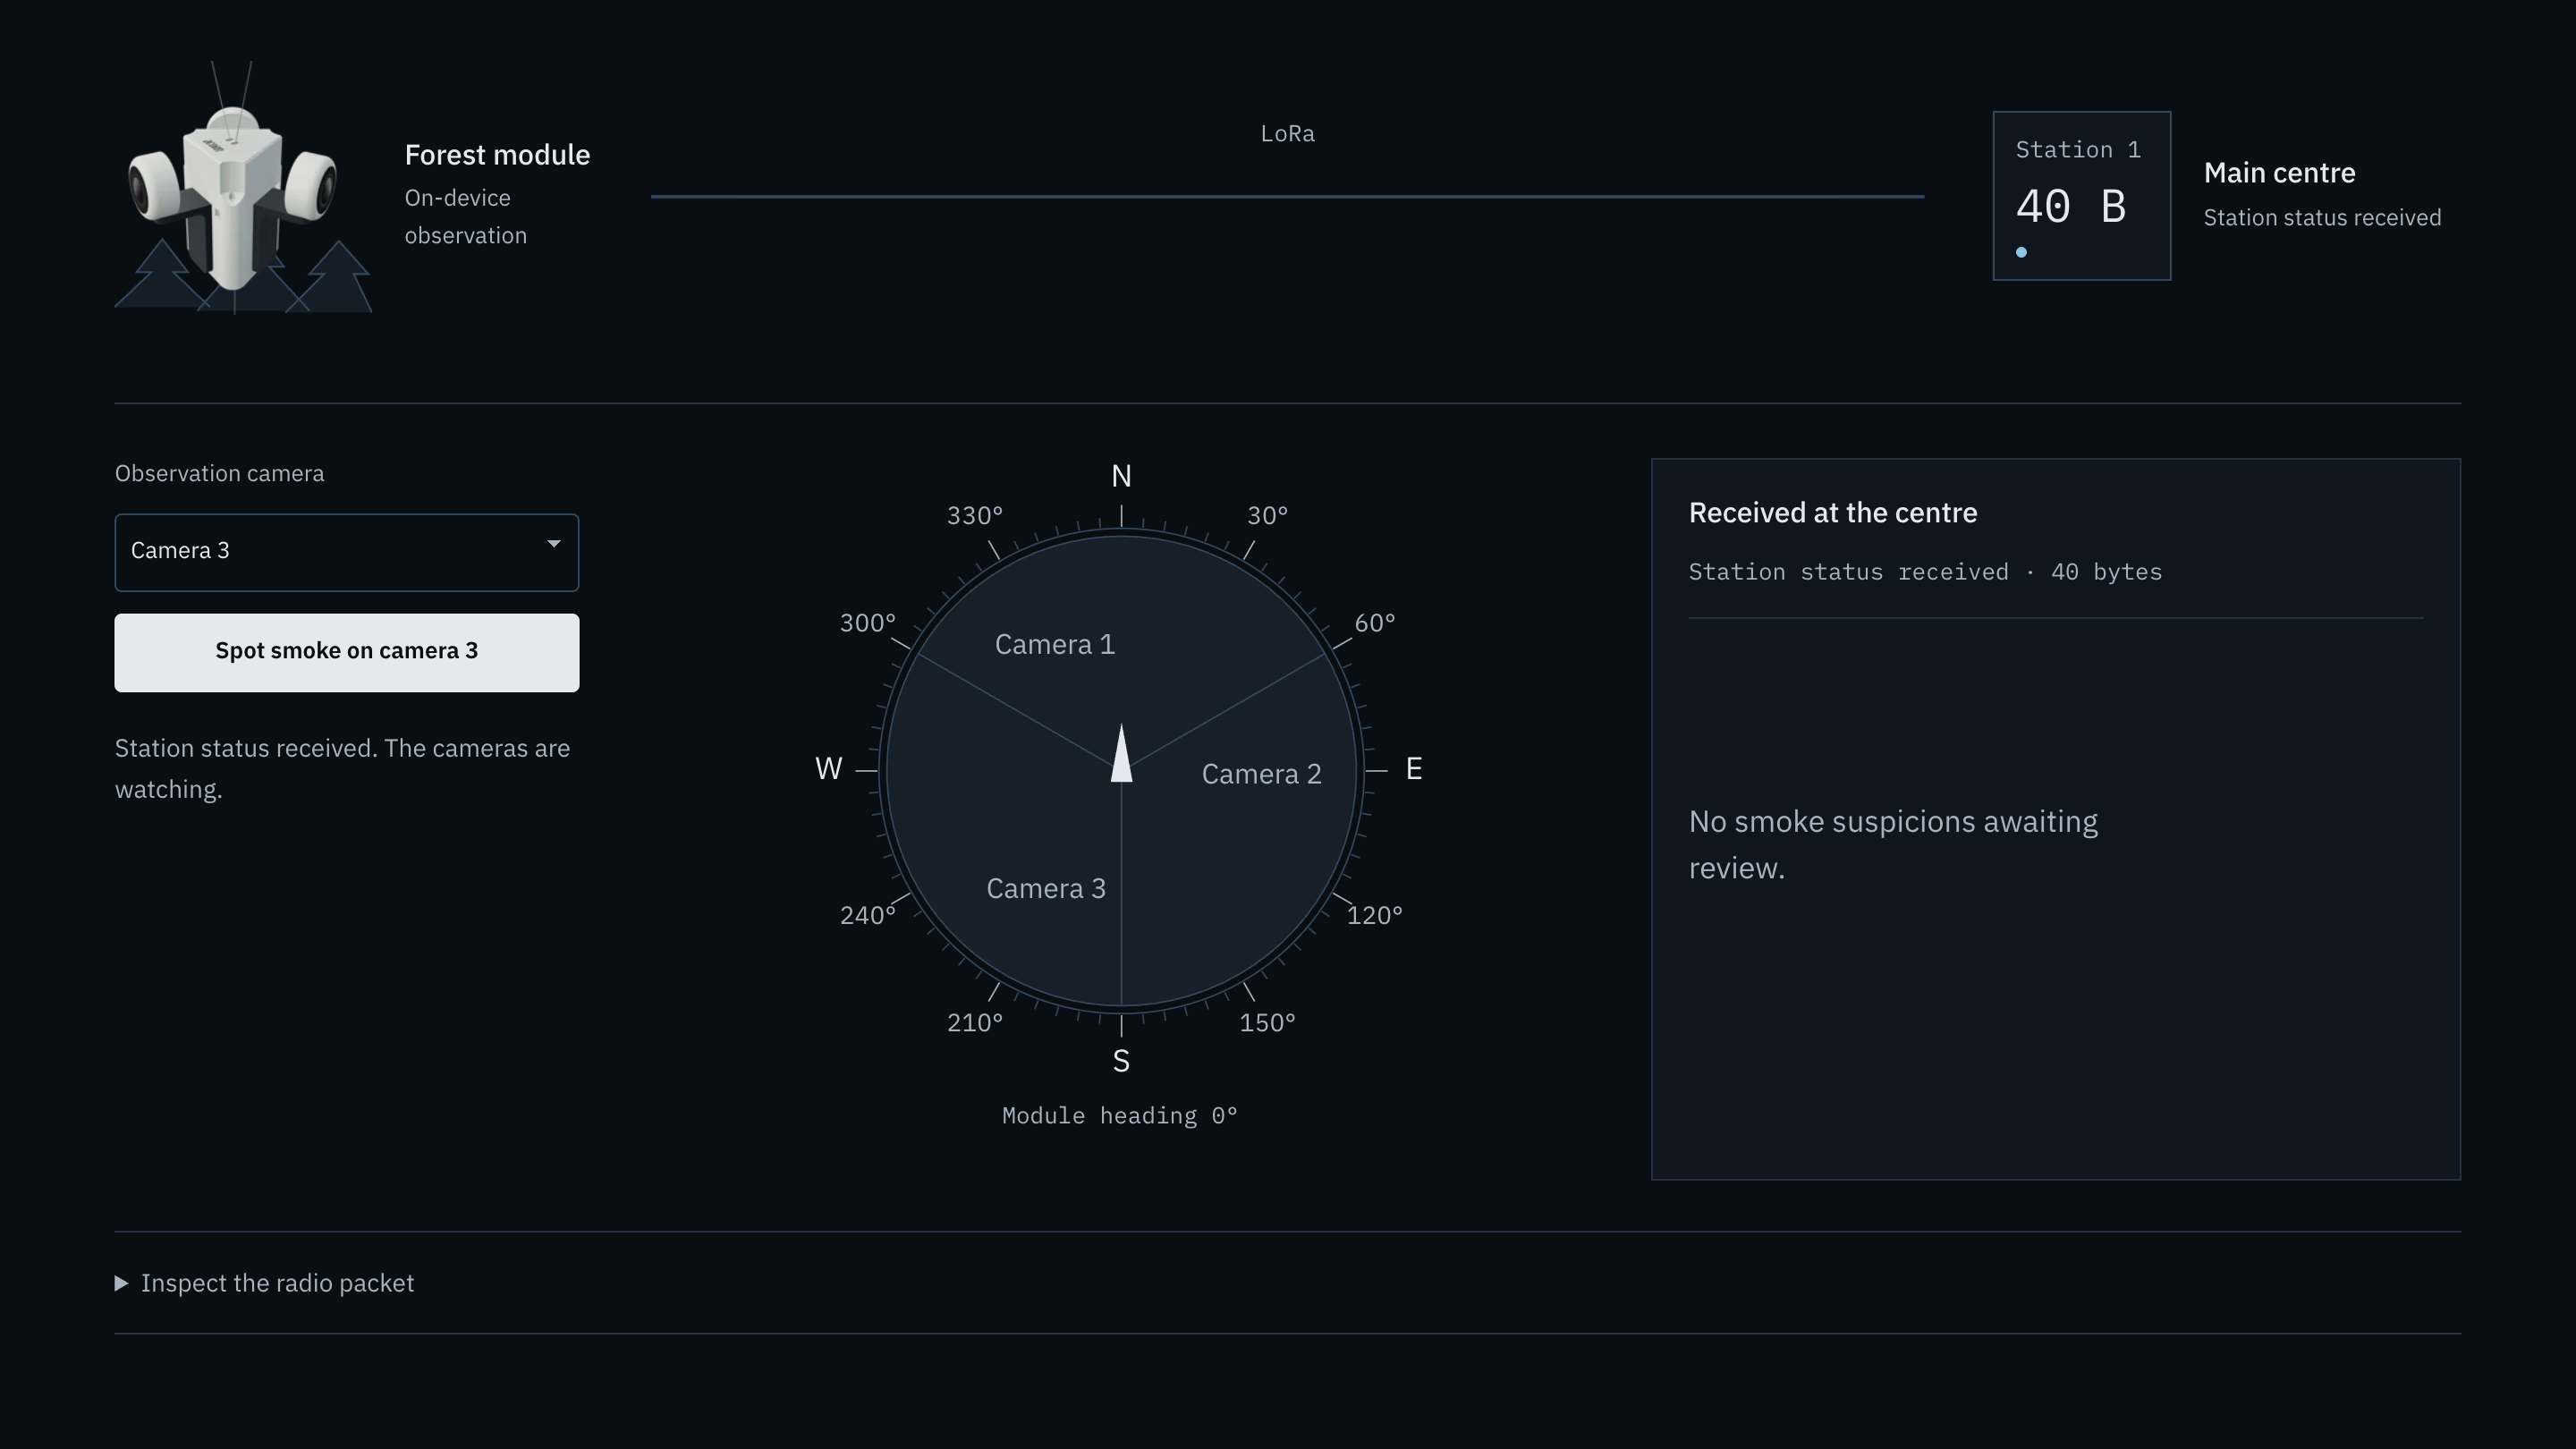 Forest module
On-device
observation
LoRa
Station 1
40 B
Main centre
Station status received
Observation camera
Camera 3
Spot smoke on camera 3
Station status received. The cameras are
watching.
N
330°
30°
300°
60°
Camera 1
W
Camera 2
E
Camera 3
240°
120°
210°
150°
S
Module heading 0°
Received at the centre
Station status received · 40 bytes
No smoke suspicions awaiting
review.
Inspect the radio packet